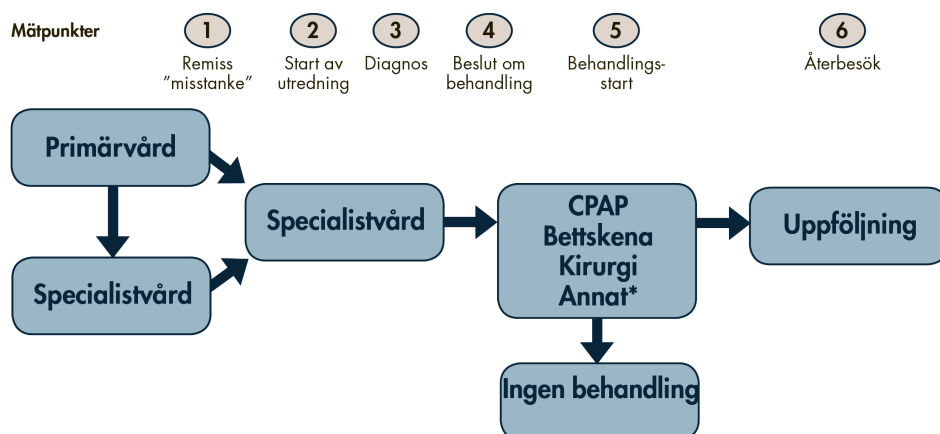 Mätpunkter
1
2
3
4
5
6
Remiss
”misstanke”
Start av
utredning
Diagnos
Beslut om
behandling
Behandlings-
start
Återbesök
Primärvård
Specialistvård
Specialistvård
CPAP
Bettskena
Kirurgi
Annat*
Uppföljning
Ingen behandling